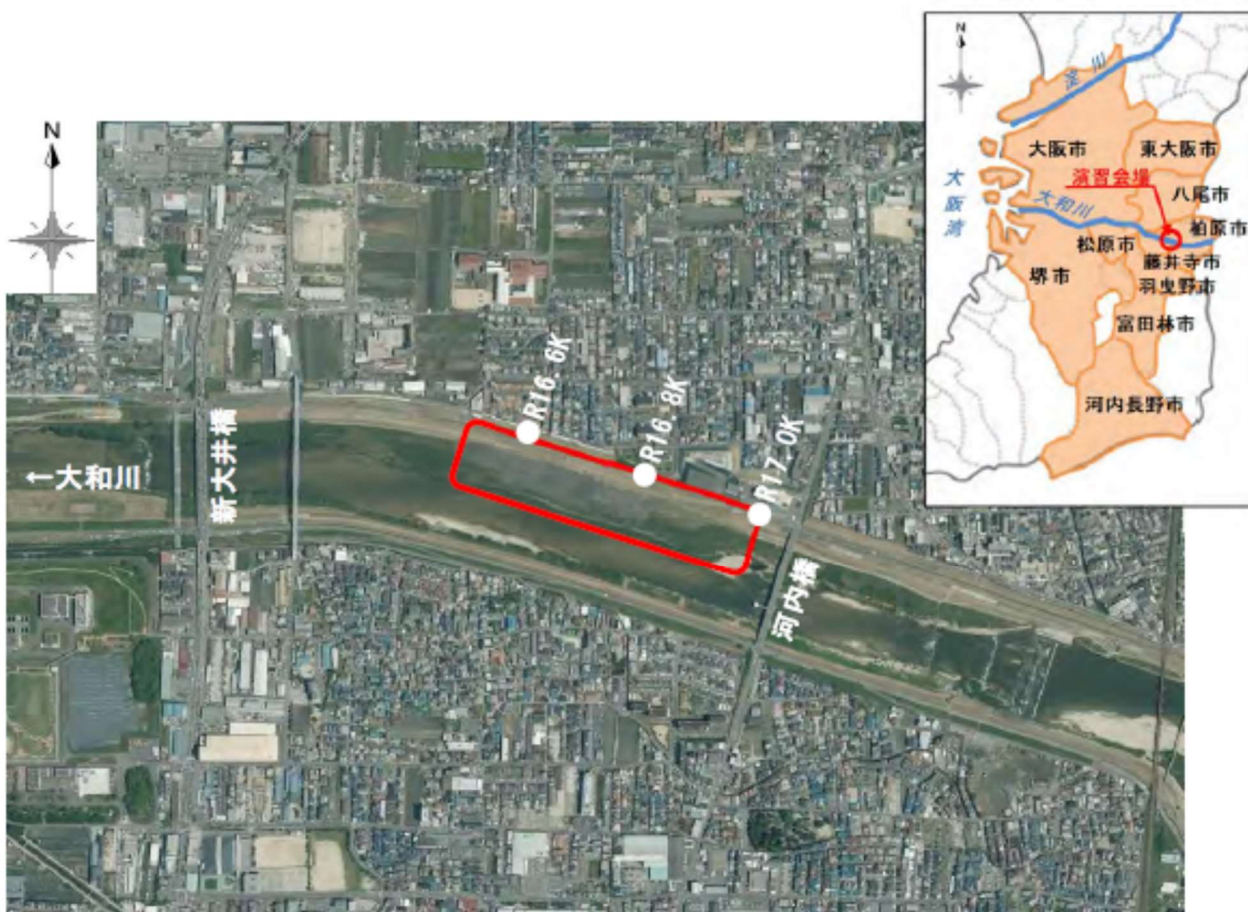 N
←大和川
新大井橋
R16.6K
R16.8K
R17.0K
河内橋
N
淀川
大阪市
東大阪市
演習会場
八尾市
大阪湾
大和川
柏原市
松原市
藤井寺市
堺市
羽曳野市
富田林市
河内長野市